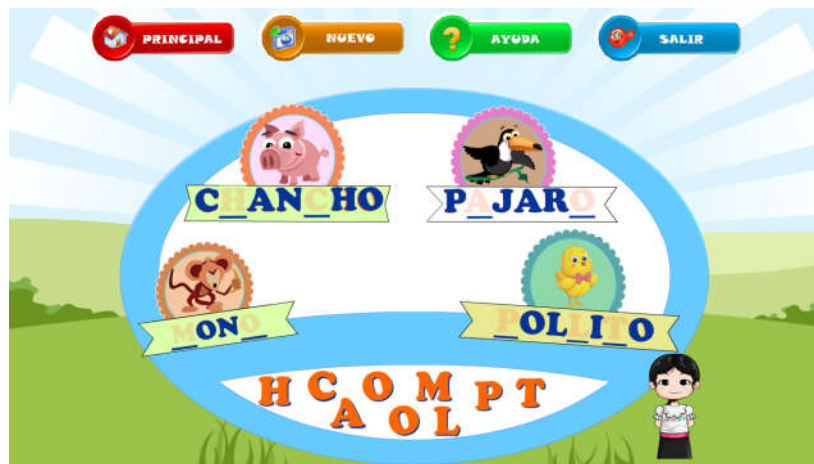 PRINCIPAL NUEVO AYUDA SALIR
C_AN_HO P_JAR_
_ON_ _OL_I_O
H C A O O M L P T